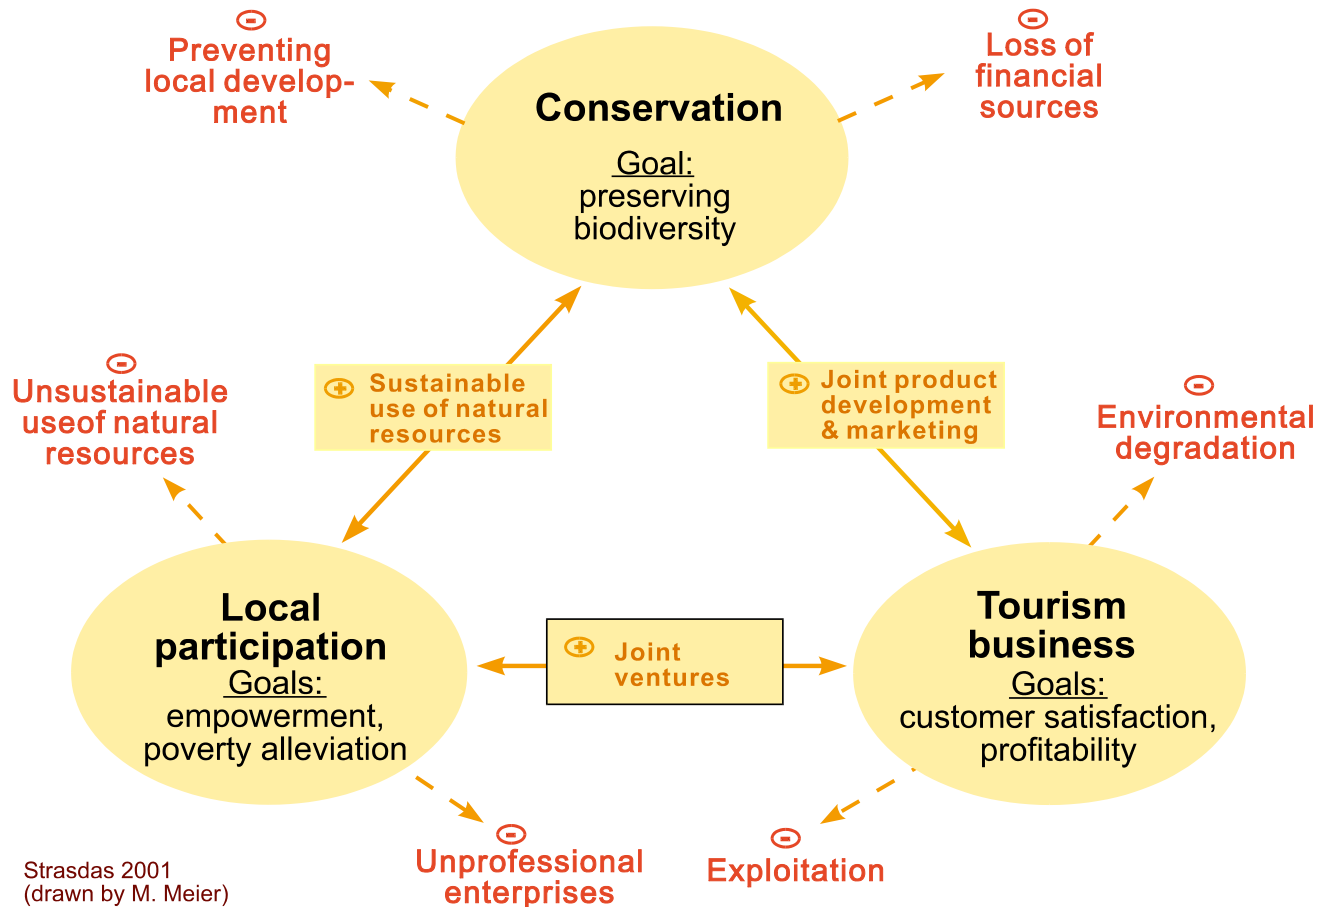 Preventing
local develop-
ment
Loss of
financial
sources
Conservation
Goal:
preserving
biodiversity
Sustainable
use of natural
resources
Joint product
development
& marketing
Unsustainable
useof natural
resources
Environmental
degradation
Local
participation
Goals:
empowerment,
poverty alleviation
Joint
ventures
Tourism
business
Goals:
customer satisfaction,
profitability
Unprofessional
enterprises
Exploitation
Strasdas 2001
(drawn by M. Meier)